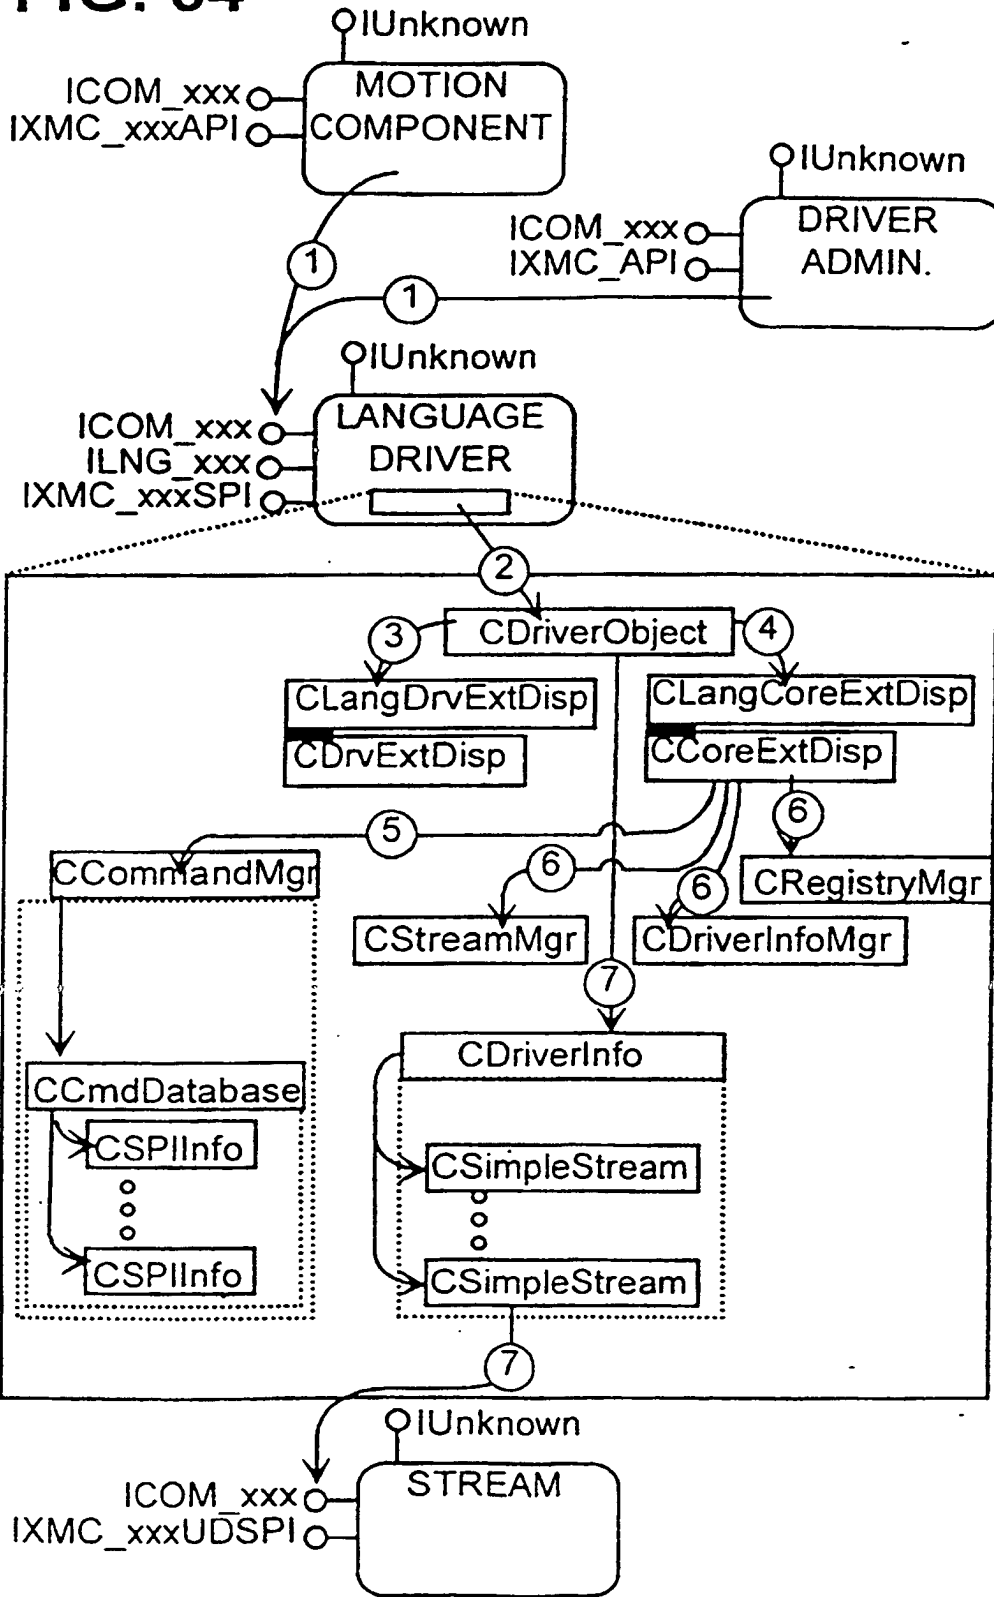 FIG. 64
IUnknown
MOTION
COMPONENT
ICOM_xxx
IXMC_xxxAPI
IUnknown
DRIVER
ADMIN.
ICOM_xxx
IXMC_API
1
1
IUnknown
LANGUAGE
DRIVER
ICOM_xxx
ILNG_xxx
IXMC_xxxSPI
2
CDriverObject
3
4
CLangDrvExtDisp
CDrvExtDisp
CLangCoreExtDisp
CCoreExtDisp
5
6
6
6
CCommandMgr
CRegistryMgr
CStreamMgr
CDriverInfoMgr
7
CDriverInfo
CCmdDatabase
CSPIInfo
CSimpleStream
CSPIInfo
CSimpleStream
7
IUnknown
STREAM
ICOM_xxx
IXMC_xxxUDSPI